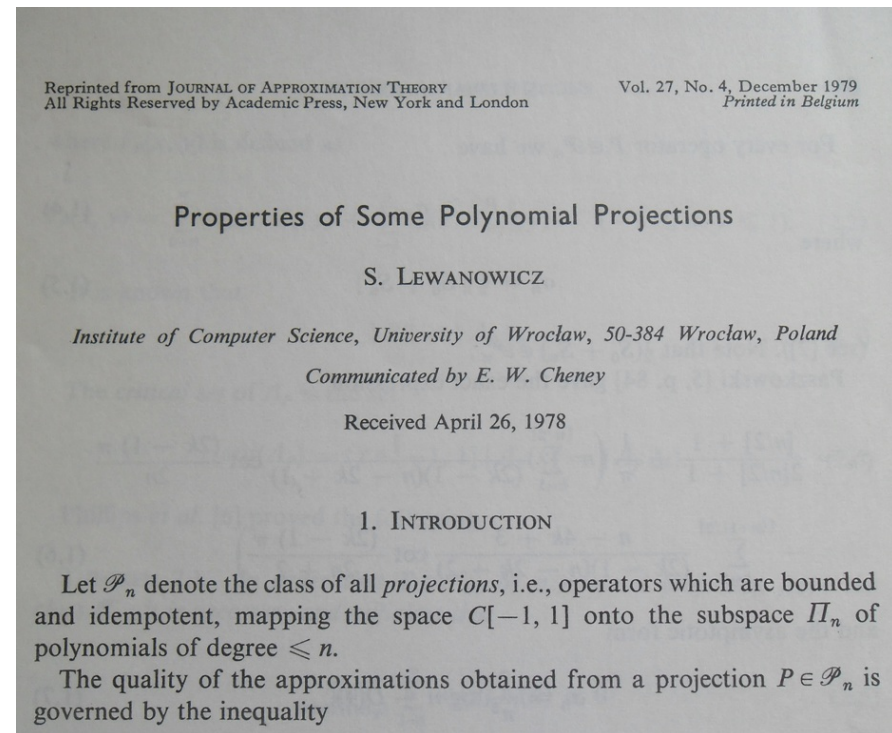 Reprinted from JOURNAL OF APPROXIMATION THEORY Vol. 27, No. 4, December 1979
All Rights Reserved by Academic Press, New York and London Printed in Belgium
Properties of Some Polynomial Projections
S. LEWANOWICZ
Institute of Computer Science, University of Wrocław, 50-384 Wrocław, Poland
Communicated by E. W. Cheney
Received April 26, 1978
1. INTRODUCTION
Let 𝒫ₙ denote the class of all projections, i.e., operators which are bounded
and idempotent, mapping the space C[−1, 1] onto the subspace Πₙ of
polynomials of degree ⩽ n.
The quality of the approximations obtained from a projection P ∈ 𝒫ₙ is
governed by the inequality